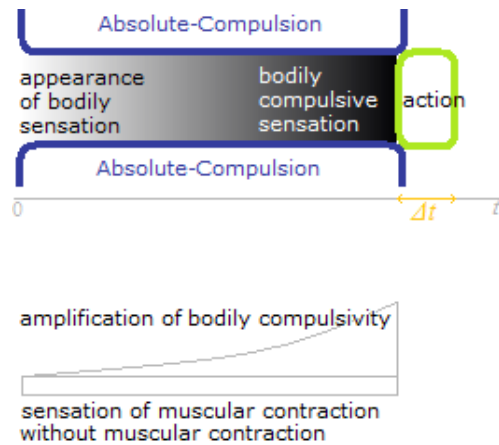 Absolute-Compulsion
appearance
of bodily
sensation
bodily
compulsive
sensation
action
Absolute-Compulsion
0
Δt
t
amplification of bodily compulsivity
sensation of muscular contraction
without muscular contraction